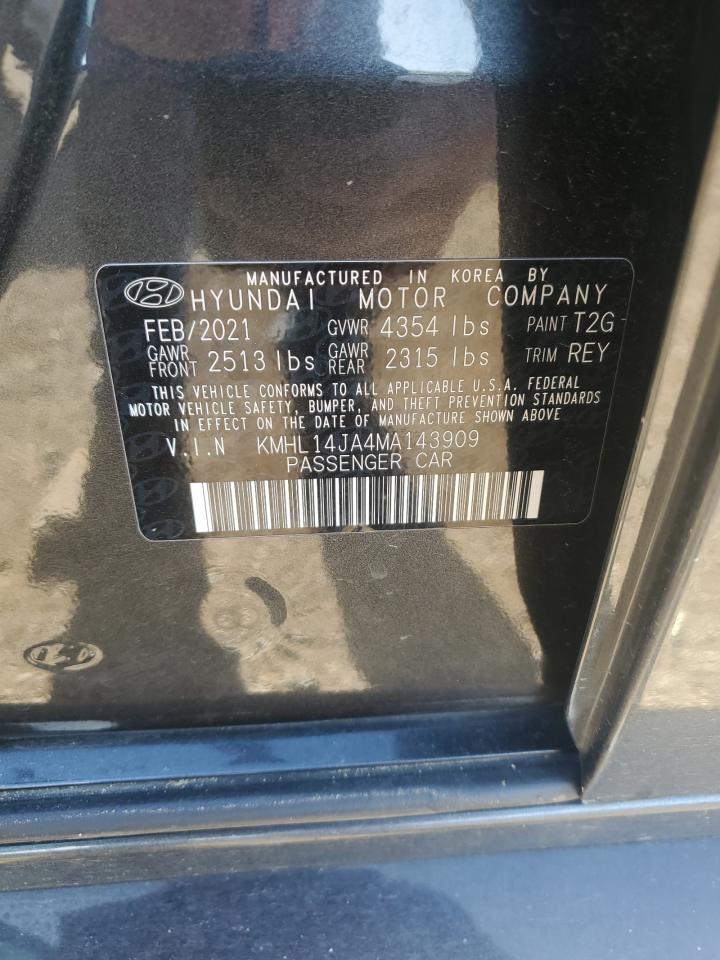 MANUFACTURED IN KOREA BY
HYUNDAI MOTOR COMPANY
FEB/2021 GVWR 4354 lbs PAINT T2G
GAWR FRONT 2513 lbs GAWR REAR 2315 lbs TRIM REY
THIS VEHICLE CONFORMS TO ALL APPLICABLE U.S.A. FEDERAL
MOTOR VEHICLE SAFETY, BUMPER, AND THEFT PREVENTION STANDARDS
IN EFFECT ON THE DATE OF MANUFACTURE SHOWN ABOVE
V.I.N KMHL14JA4MA143909
PASSENGER CAR